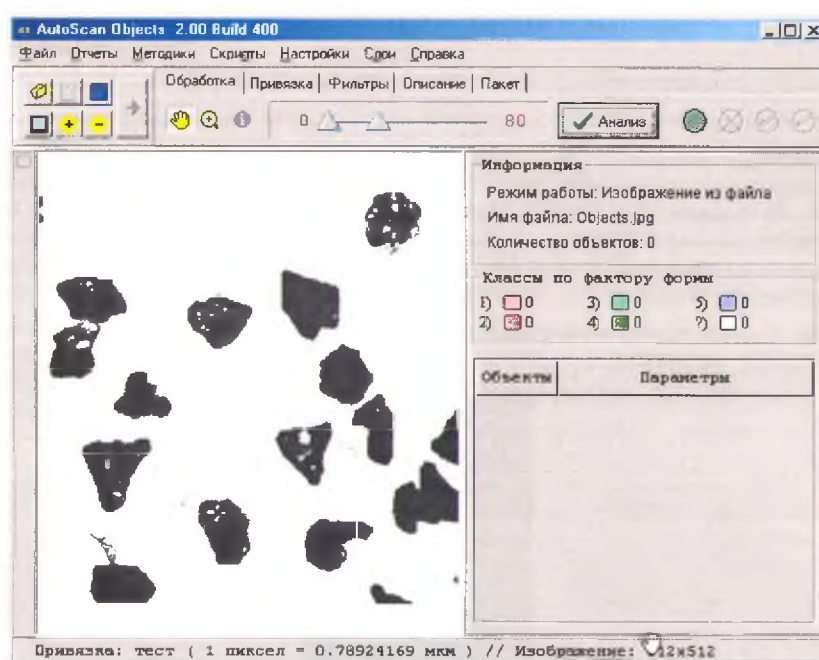 AutoScan Objects 2.00 Build 400
Файл Отчеты Методики Скрипты Настройки Слои Справка
Обработка Привязка Фильтры Описание Пакет
0 80 Анализ
Информация
Режим работы: Изображение из файла
Имя файла: Objects.jpg
Количество объектов: 0
Классы по фактору формы
1) 0 3) 0 5) 0
2) 0 4) 0 ?) 0
Объекты Параметры
Привязка: тест ( 1 пиксел = 0.78924169 мкм ) // Изображение: 12x512